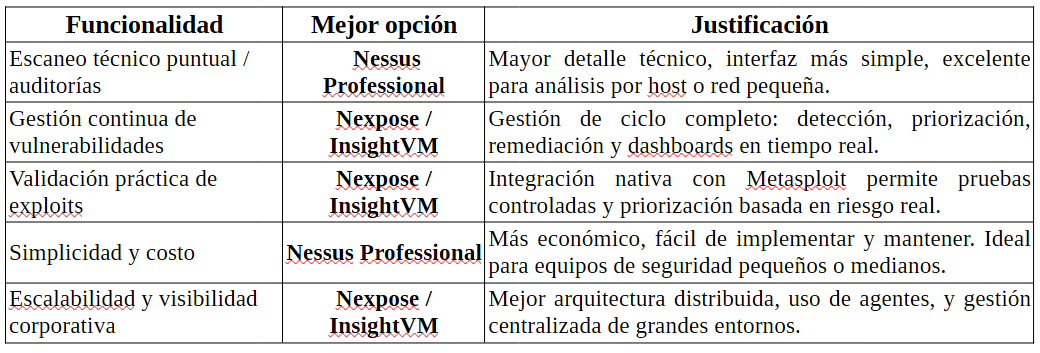 Funcionalidad
Mejor opción
Justificación
Escaneo técnico puntual /
auditorías
Nessus
Professional
Mayor detalle técnico, interfaz más simple, excelente
para análisis por host o red pequeña.
Gestión continua de
vulnerabilidades
Nexpose /
InsightVM
Gestión de ciclo completo: detección, priorización,
remediación y dashboards en tiempo real.
Validación práctica de
exploits
Nexpose /
InsightVM
Integración nativa con Metasploit permite pruebas
controladas y priorización basada en riesgo real.
Simplicidad y costo
Nessus Professional
Más económico, fácil de implementar y mantener. Ideal
para equipos de seguridad pequeños o medianos.
Escalabilidad y visibilidad
corporativa
Nexpose /
InsightVM
Mejor arquitectura distribuida, uso de agentes, y gestión
centralizada de grandes entornos.